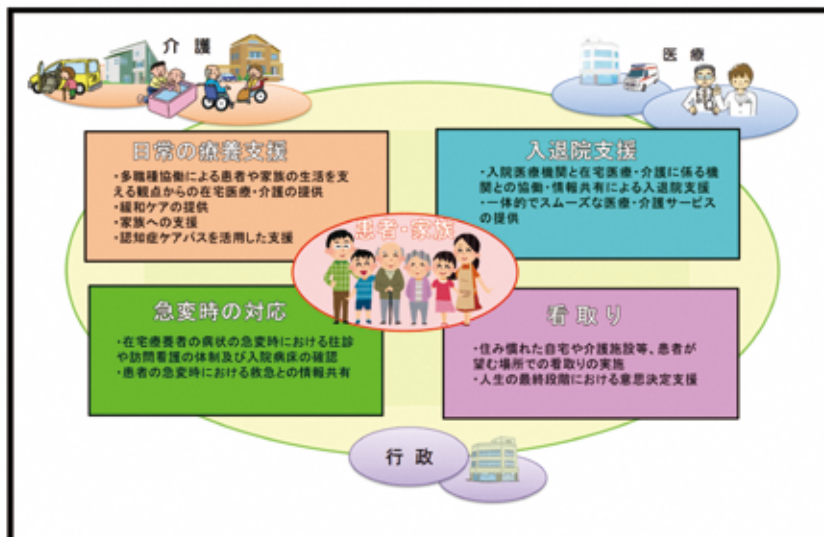 介護
医療
日常の療養支援
・多職種協働による患者や家族の生活を支
える観点からの在宅医療・介護の提供
・緩和ケアの提供
・家族への支援
・認知症ケアパスを活用した支援
入退院支援
・入院医療機関と在宅医療・介護に係る機
関との協働・情報共有による入退院支援
・一体的でスムーズな医療・介護サービス
の提供
患者・家族
急変時の対応
・在宅療養者の病状の急変時における往診
や訪問看護の体制及び入院病床の確認
・患者の急変時における救急との情報共有
看取り
・住み慣れた自宅や介護施設等、患者が
望む場所での看取りの実施
・人生の最終段階における意思決定支援
行政